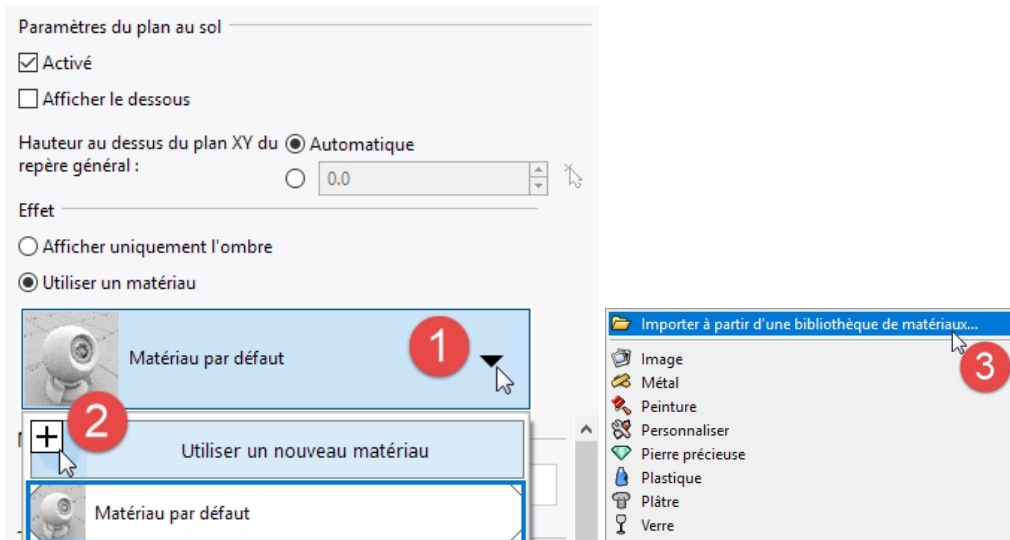 Paramètres du plan au sol
Activé
Afficher le dessous
Hauteur au dessus du plan XY du
repère général :
Automatique
0.0
Effet
Afficher uniquement l'ombre
Utiliser un matériau
Matériau par défaut
1
2
Utiliser un nouveau matériau
Matériau par défaut
Importer à partir d'une bibliothèque de matériaux...
3
Image
Métal
Peinture
Personnaliser
Pierre précieuse
Plastique
Plâtre
Verre